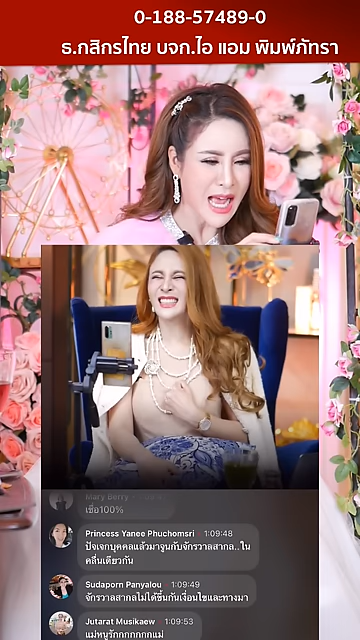 0-188-57489-0
ธ.กสิกรไทย บจก.ไอ แอม พิมพ์ภัทรา
Mary Berry
เชื่อ100%
Princess Yanee Phuchomsri 1:09:48
ปัจเจกบุคคลแล้วมาจูนกับจักรวาลสากล..ใน
คลื่นเดียวกัน
Sudaporn Panyalou 1:09:49
จักรวาลสากลไม่ได้ขึ้นกับเงื่อนไขและทางมา
Jutarat Musikaew 1:09:53
แม่หนูรักกกกกกกแม่